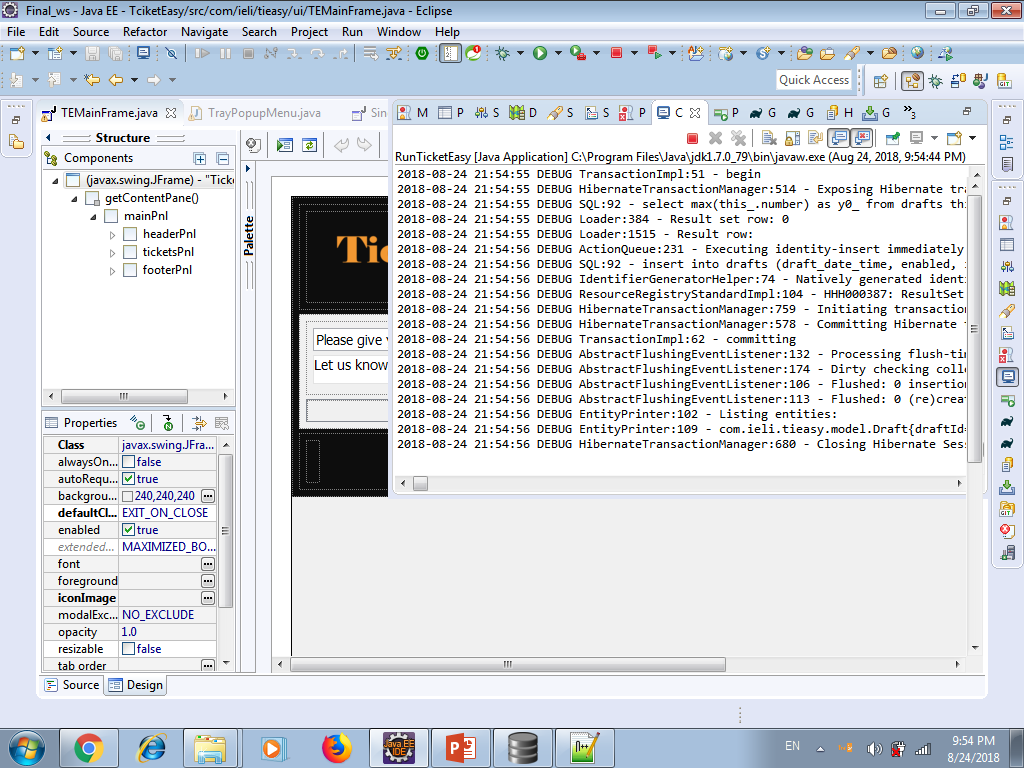 Final_ws - Java EE - TciketEasy/src/com/ieli/tieasy/ui/TEMainFrame.java - Eclipse
File Edit Source Refactor Navigate Search Project Run Window Help
Quick Access
TEMainFrame.java TrayPopupMenu.java Sin
M P S D S S P C P G G H G 3
Structure
Components
(javax.swing.JFrame) - "Ticke
getContentPane()
mainPnl
headerPnl
ticketsPnl
footerPnl
Palette
Tic
Please give
Let us know
RunTicketEasy [Java Application] C:\Program Files\Java\jdk1.7.0_79\bin\javaw.exe (Aug 24, 2018, 9:54:44 PM)
2018-08-24 21:54:55 DEBUG TransactionImpl:51 - begin
2018-08-24 21:54:55 DEBUG HibernateTransactionManager:514 - Exposing Hibernate tra
2018-08-24 21:54:55 DEBUG SQL:92 - select max(this_.number) as y0_ from drafts thi
2018-08-24 21:54:55 DEBUG Loader:384 - Result set row: 0
2018-08-24 21:54:55 DEBUG Loader:1515 - Result row:
2018-08-24 21:54:56 DEBUG ActionQueue:231 - Executing identity-insert immediately
2018-08-24 21:54:56 DEBUG SQL:92 - insert into drafts (draft_date_time, enabled,
2018-08-24 21:54:56 DEBUG IdentifierGeneratorHelper:74 - Natively generated identi
2018-08-24 21:54:56 DEBUG ResourceRegistryStandardImpl:104 - HHH000387: ResultSet
2018-08-24 21:54:56 DEBUG HibernateTransactionManager:759 - Initiating transaction
2018-08-24 21:54:56 DEBUG HibernateTransactionManager:578 - Committing Hibernate
2018-08-24 21:54:56 DEBUG TransactionImpl:62 - committing
2018-08-24 21:54:56 DEBUG AbstractFlushingEventListener:132 - Processing flush-tim
2018-08-24 21:54:56 DEBUG AbstractFlushingEventListener:174 - Dirty checking colle
2018-08-24 21:54:56 DEBUG AbstractFlushingEventListener:106 - Flushed: 0 insertion
2018-08-24 21:54:56 DEBUG AbstractFlushingEventListener:113 - Flushed: 0 (re)creat
2018-08-24 21:54:56 DEBUG EntityPrinter:102 - Listing entities:
2018-08-24 21:54:56 DEBUG EntityPrinter:109 - com.ieli.tieasy.model.Draft{draftId=
2018-08-24 21:54:56 DEBUG HibernateTransactionManager:680 - Closing Hibernate Sess
Properties
Class javax.swing.JFra...
alwaysOn... false
autoRequ... true
backgrou... 240,240,240
defaultCl... EXIT_ON_CLOSE
enabled true
extended... MAXIMIZED_BO...
font
foreground
iconImage
modalExc... NO_EXCLUDE
opacity 1.0
resizable false
tab order
Source Design
Java EE IDE
EN
9:54 PM
8/24/2018